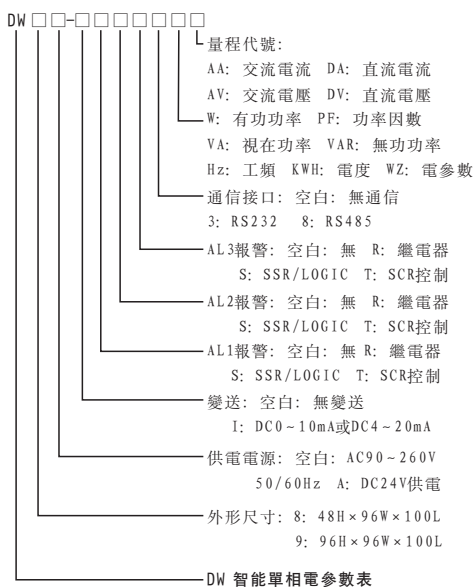 DW□□-□□□□□□□
量程代號:
AA: 交流電流 DA: 直流電流
AV: 交流電壓 DV: 直流電壓
W: 有功功率 PF: 功率因數
VA: 視在功率 VAR: 無功功率
Hz: 工頻 KWH: 電度 WZ: 電參數
通信接口: 空白: 無通信
3: RS232 8: RS485
AL3報警: 空白: 無 R: 繼電器
S: SSR/LOGIC T: SCR控制
AL2報警: 空白: 無 R: 繼電器
S: SSR/LOGIC T: SCR控制
AL1報警: 空白: 無 R: 繼電器
S: SSR/LOGIC T: SCR控制
變送: 空白: 無變送
I: DC0~10mA或DC4~20mA
供電電源: 空白: AC90~260V
50/60Hz A: DC24V供電
外形尺寸: 8: 48H×96W×100L
9: 96H×96W×100L
DW 智能單相電參數表